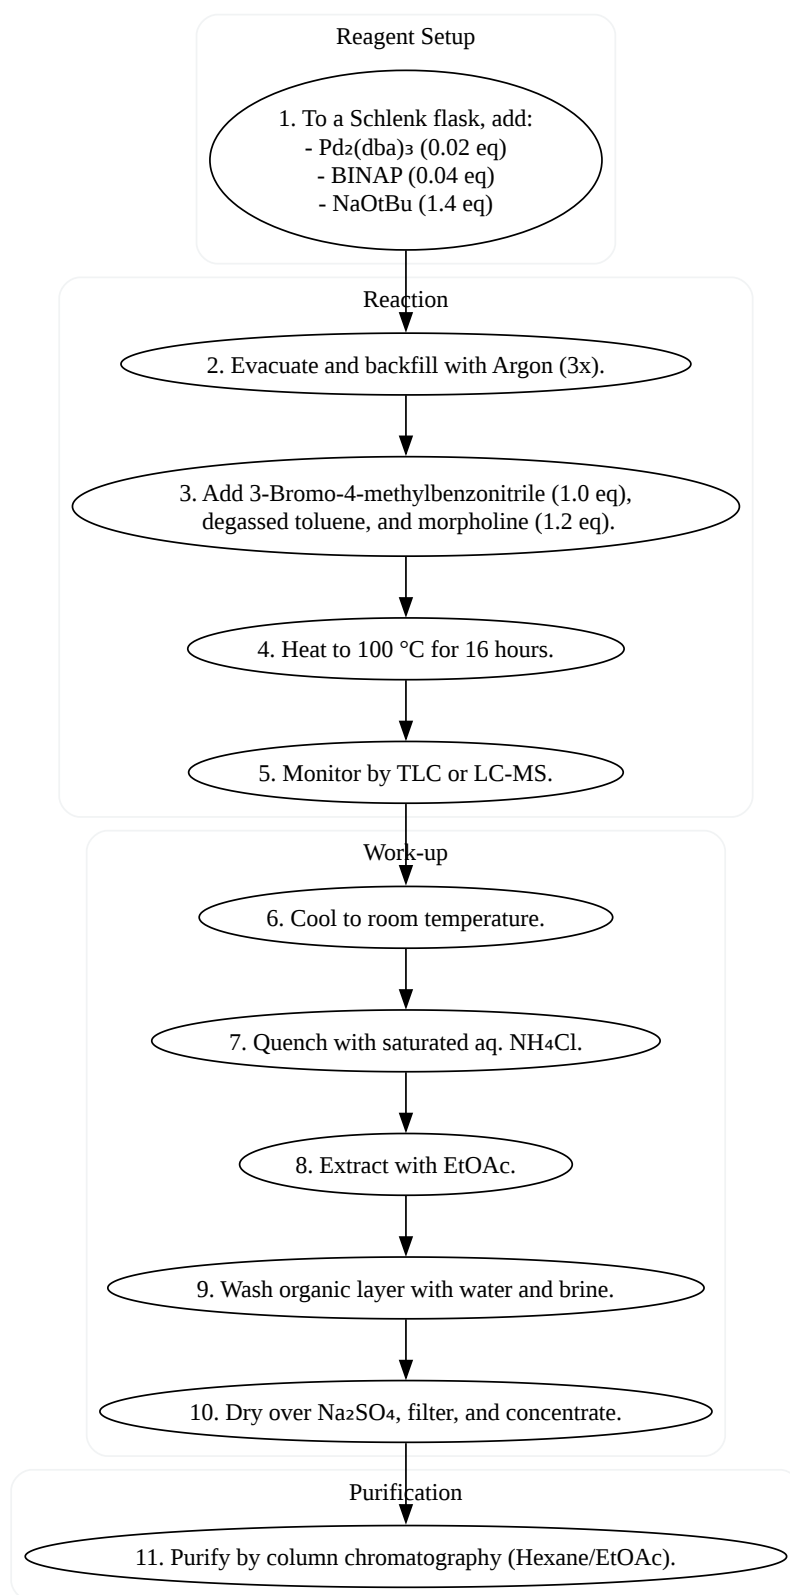 Reagent Setup
1. To a Schlenk flask, add:
- Pd₂(dba)₃ (0.02 eq)
- BINAP (0.04 eq)
- NaOtBu (1.4 eq)
Reaction
2. Evacuate and backfill with Argon (3x).
3. Add 3-Bromo-4-methylbenzonitrile (1.0 eq),
degassed toluene, and morpholine (1.2 eq).
4. Heat to 100 °C for 16 hours.
5. Monitor by TLC or LC-MS.
Work-up
6. Cool to room temperature.
7. Quench with saturated aq. NH₄Cl.
8. Extract with EtOAc.
9. Wash organic layer with water and brine.
10. Dry over Na₂SO₄, filter, and concentrate.
Purification
11. Purify by column chromatography (Hexane/EtOAc).